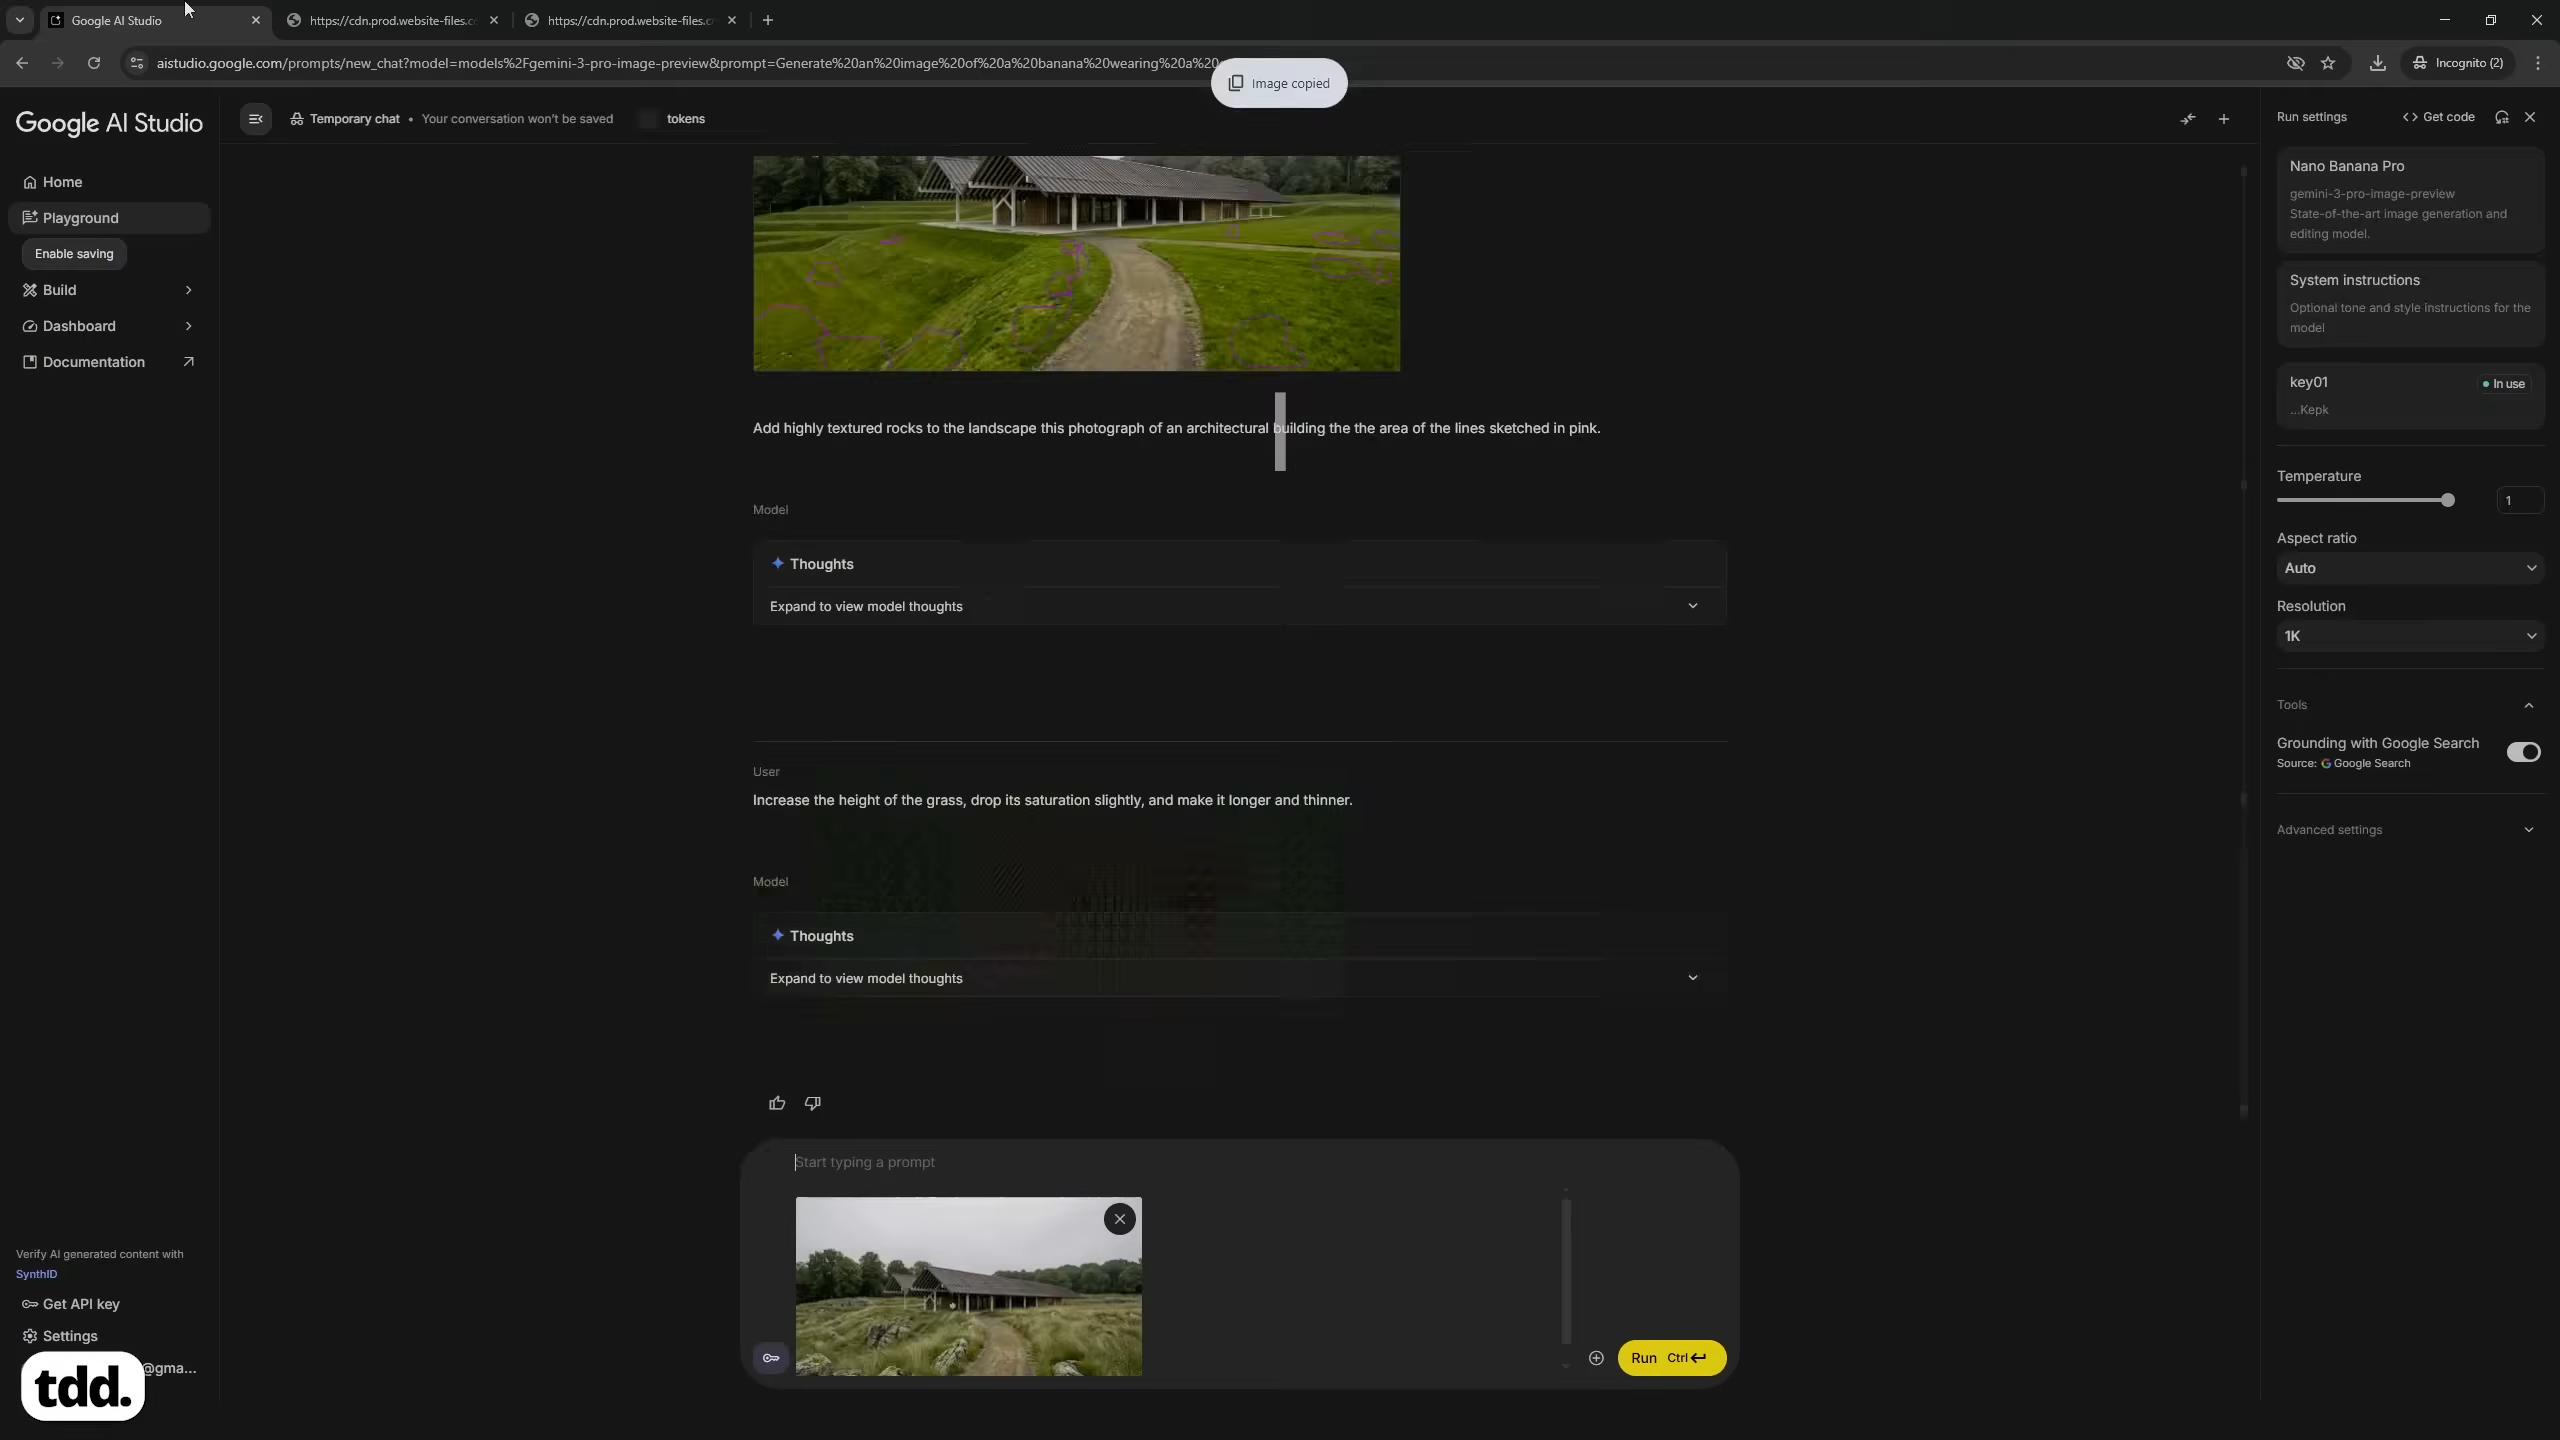 Google AI Studio
https://cdn.prod.website-files.c
https://cdn.prod.website-files.c
aistudio.google.com/prompts/new_chat?model=models%2Fgemini-3-pro-image-preview&prompt=Generate%20an%20image%20of%20a%20banana%20wearing%20a%20
Incognito (2)
Image copied
Google AI Studio
Home
Playground
Enable saving
Build
Dashboard
Documentation
Temporary chat • Your conversation won't be saved
tokens
Add highly textured rocks to the landscape this photograph of an architectural building the the area of the lines sketched in pink.
Model
Thoughts
Expand to view model thoughts
User
Increase the height of the grass, drop its saturation slightly, and make it longer and thinner.
Model
Thoughts
Expand to view model thoughts
Start typing a prompt
Run Ctrl
Run settings
Get code
Nano Banana Pro
gemini-3-pro-image-preview
State-of-the-art image generation and
editing model.
System instructions
Optional tone and style instructions for the
model
key01
In use
...Kepk
Temperature
1
Aspect ratio
Auto
Resolution
1K
Tools
Grounding with Google Search
Source: Google Search
Advanced settings
Verify AI generated content with
SynthID
Get API key
Settings
@gma...
tdd.